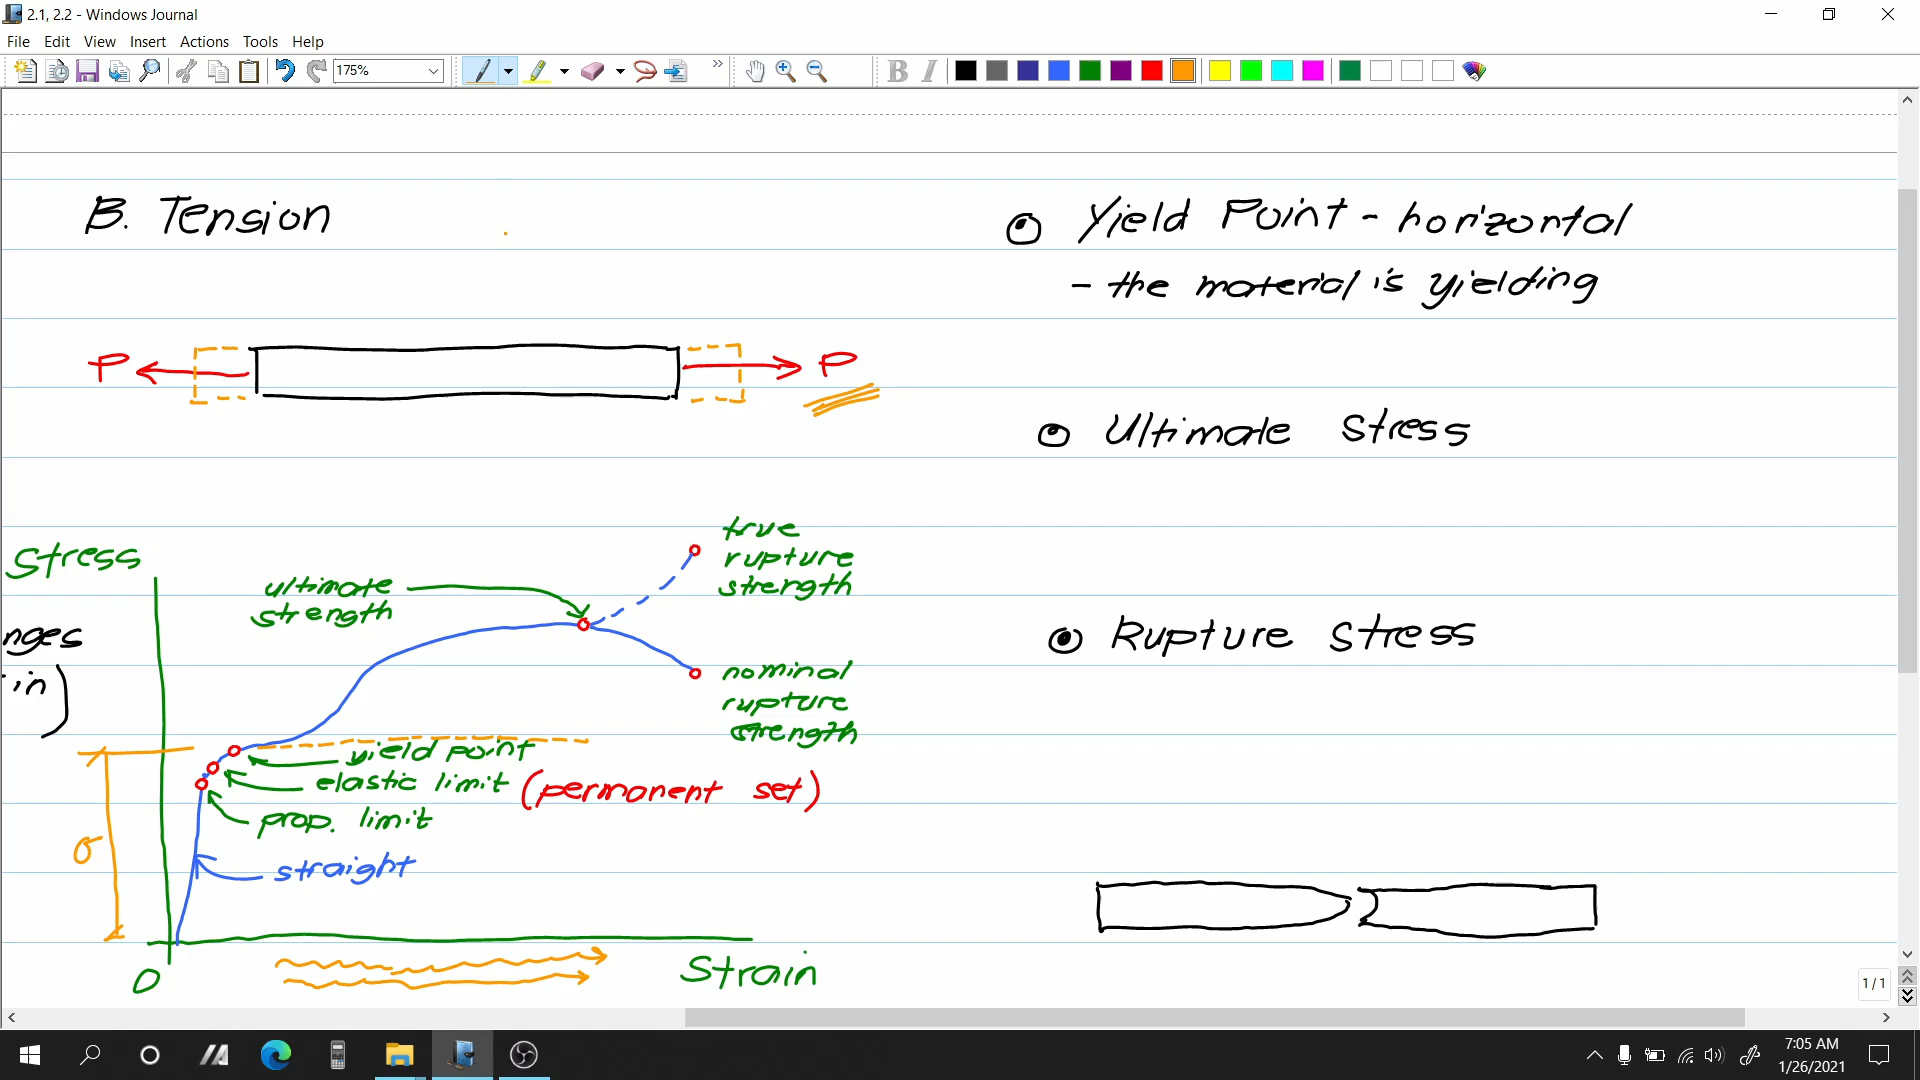 2.1, 2.2 - Windows Journal
File Edit View Insert Actions Tools Help
175%
B I
B. Tension
P
P
Stress
nges
in)
ultimate
strength
true
rupture
strength
nominal
rupture
strength
yield point
elastic limit (permanent set)
prop. limit
straight
σ
O
Strain
Yield Point - horizontal
- the material is yielding
Ultimate Stress
Rupture Stress
1 / 1
7:05 AM
1/26/2021